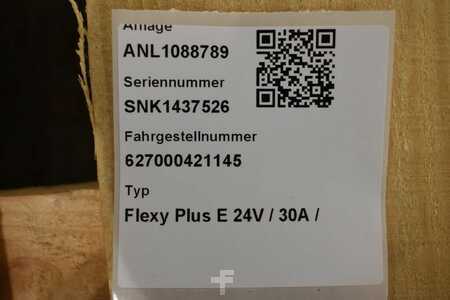 Anlage
ANL1088789
Seriennummer
SNK1437526
Fahrgestellnummer
627000421145
Typ
Flexy Plus E 24V / 30A /